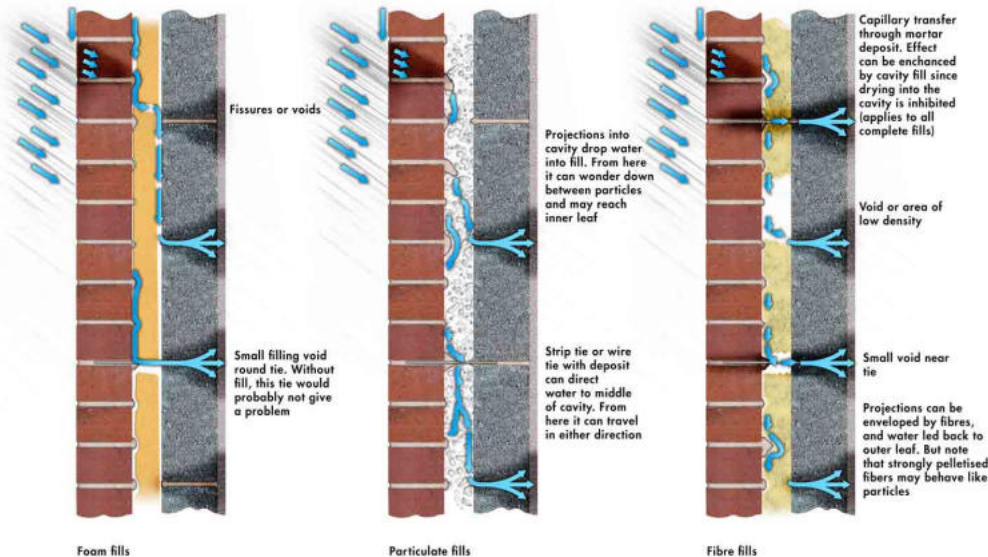 Fissures or voids
Small filling void
round tie. Without
fill, this tie would
probably not give
a problem
Foam fills
Projections into
cavity drop water
into fill. From here
it can wonder down
between particles
and may reach
inner leaf
Strip tie or wire
tie with deposit
can direct
water to middle
of cavity. From
here it can travel
in either direction
Particulate fills
Capillary transfer
through mortar
deposit. Effect
can be enchanced
by cavity fill since
drying into the
cavity is inhibited
(applies to all
complete fills)
Void or area of
low density
Small void near
tie
Projections can be
enveloped by fibres,
and water led back to
outer leaf. But note
that strongly pelletised
fibers may behave like
particles
Fibre fills